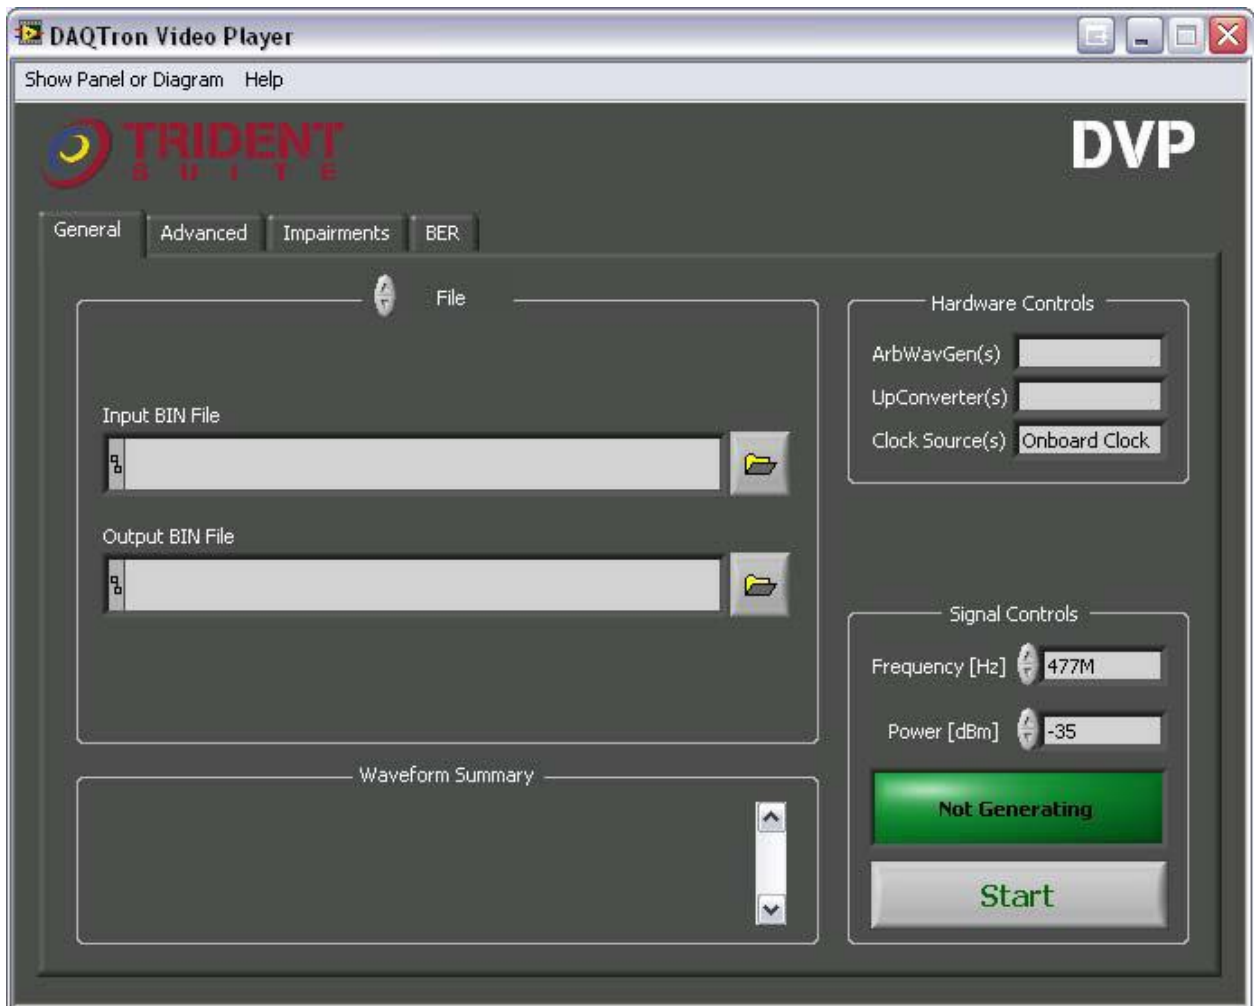 DAQTron Video Player
Show Panel or Diagram Help
TRIDENT
SUITE
DVP
General Advanced Impairments BER
File
Input BIN File
Output BIN File
Waveform Summary
Hardware Controls
ArbWavGen(s)
UpConverter(s)
Clock Source(s) Onboard Clock
Signal Controls
Frequency [Hz] 477M
Power [dBm] -35
Not Generating
Start